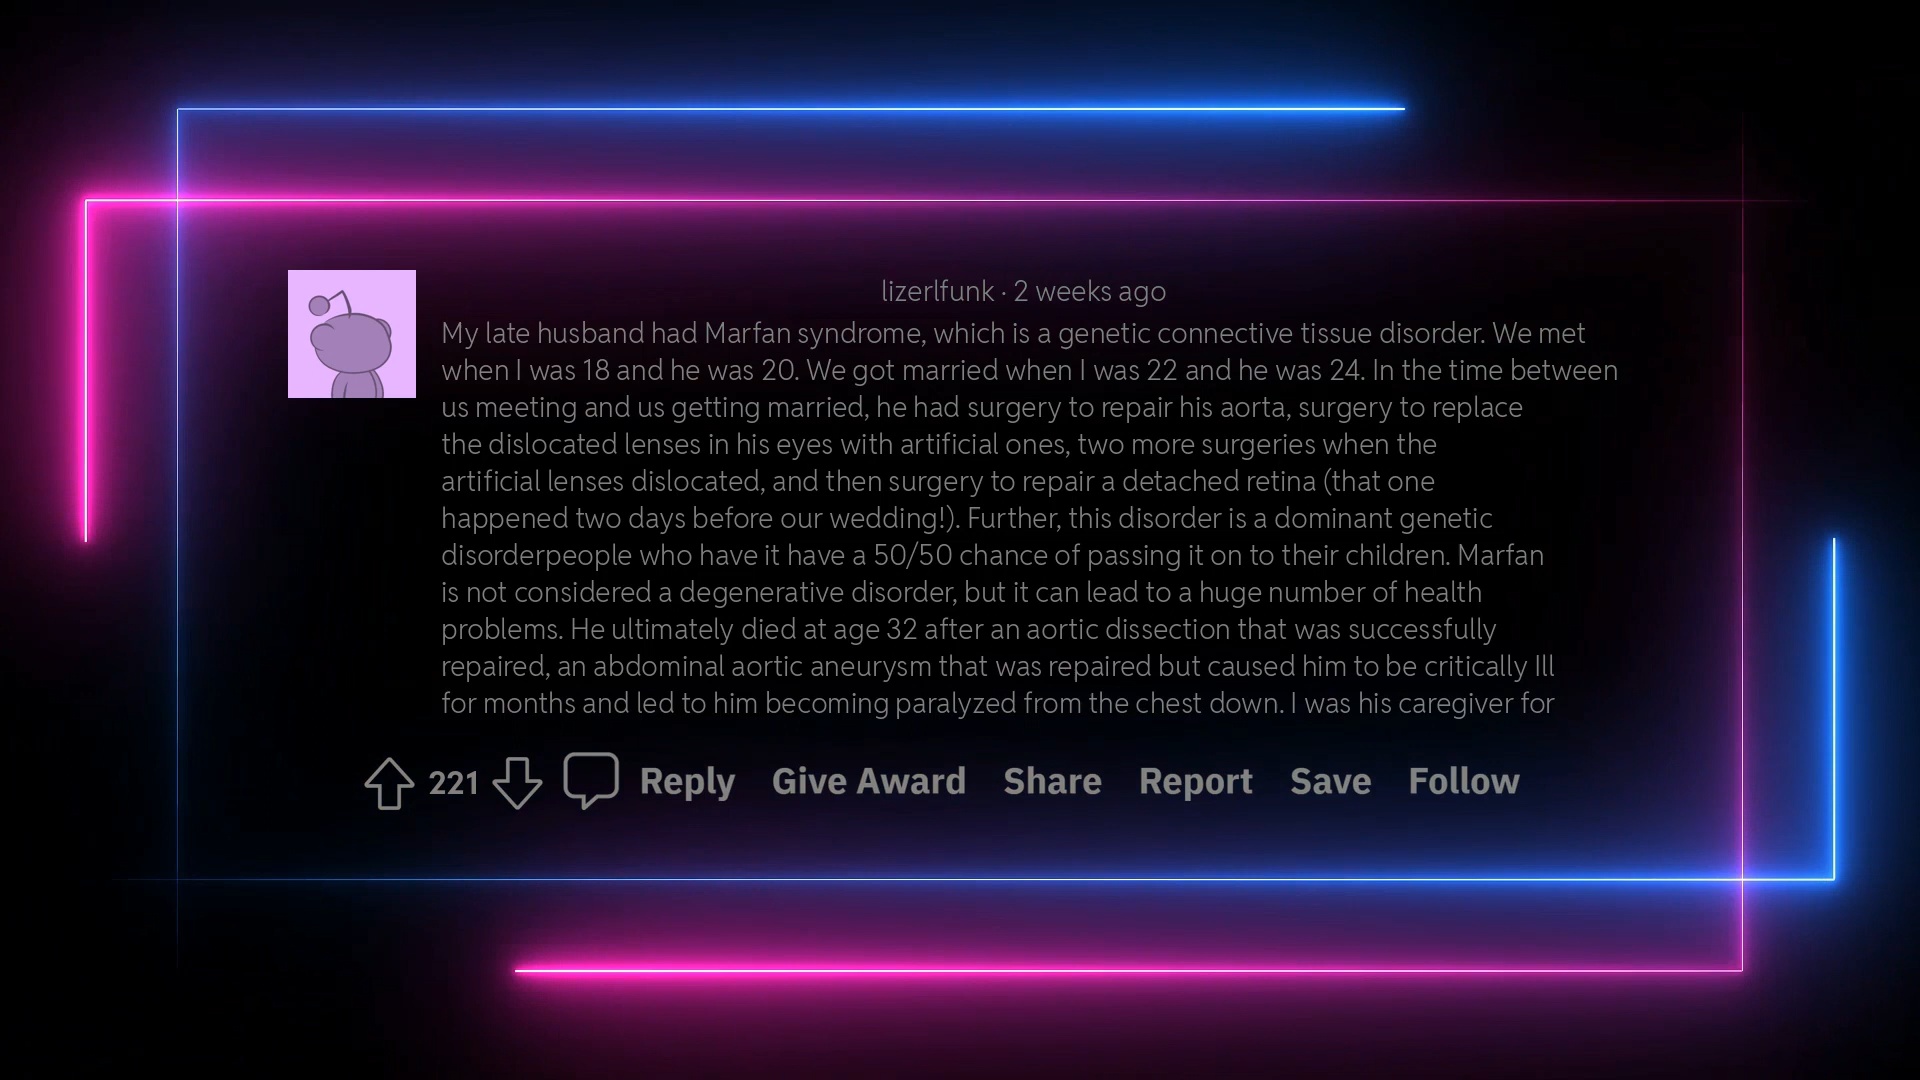 lizerlfunk · 2 weeks ago
My late husband had Marfan syndrome, which is a genetic connective tissue disorder. We met
when I was 18 and he was 20. We got married when I was 22 and he was 24. In the time between
us meeting and us getting married, he had surgery to repair his aorta, surgery to replace
the dislocated lenses in his eyes with artificial ones, two more surgeries when the
artificial lenses dislocated, and then surgery to repair a detached retina (that one
happened two days before our wedding!). Further, this disorder is a dominant genetic
disorderpeople who have it have a 50/50 chance of passing it on to their children. Marfan
is not considered a degenerative disorder, but it can lead to a huge number of health
problems. He ultimately died at age 32 after an aortic dissection that was successfully
repaired, an abdominal aortic aneurysm that was repaired but caused him to be critically Ill
for months and led to him becoming paralyzed from the chest down. I was his caregiver for
221 Reply Give Award Share Report Save Follow